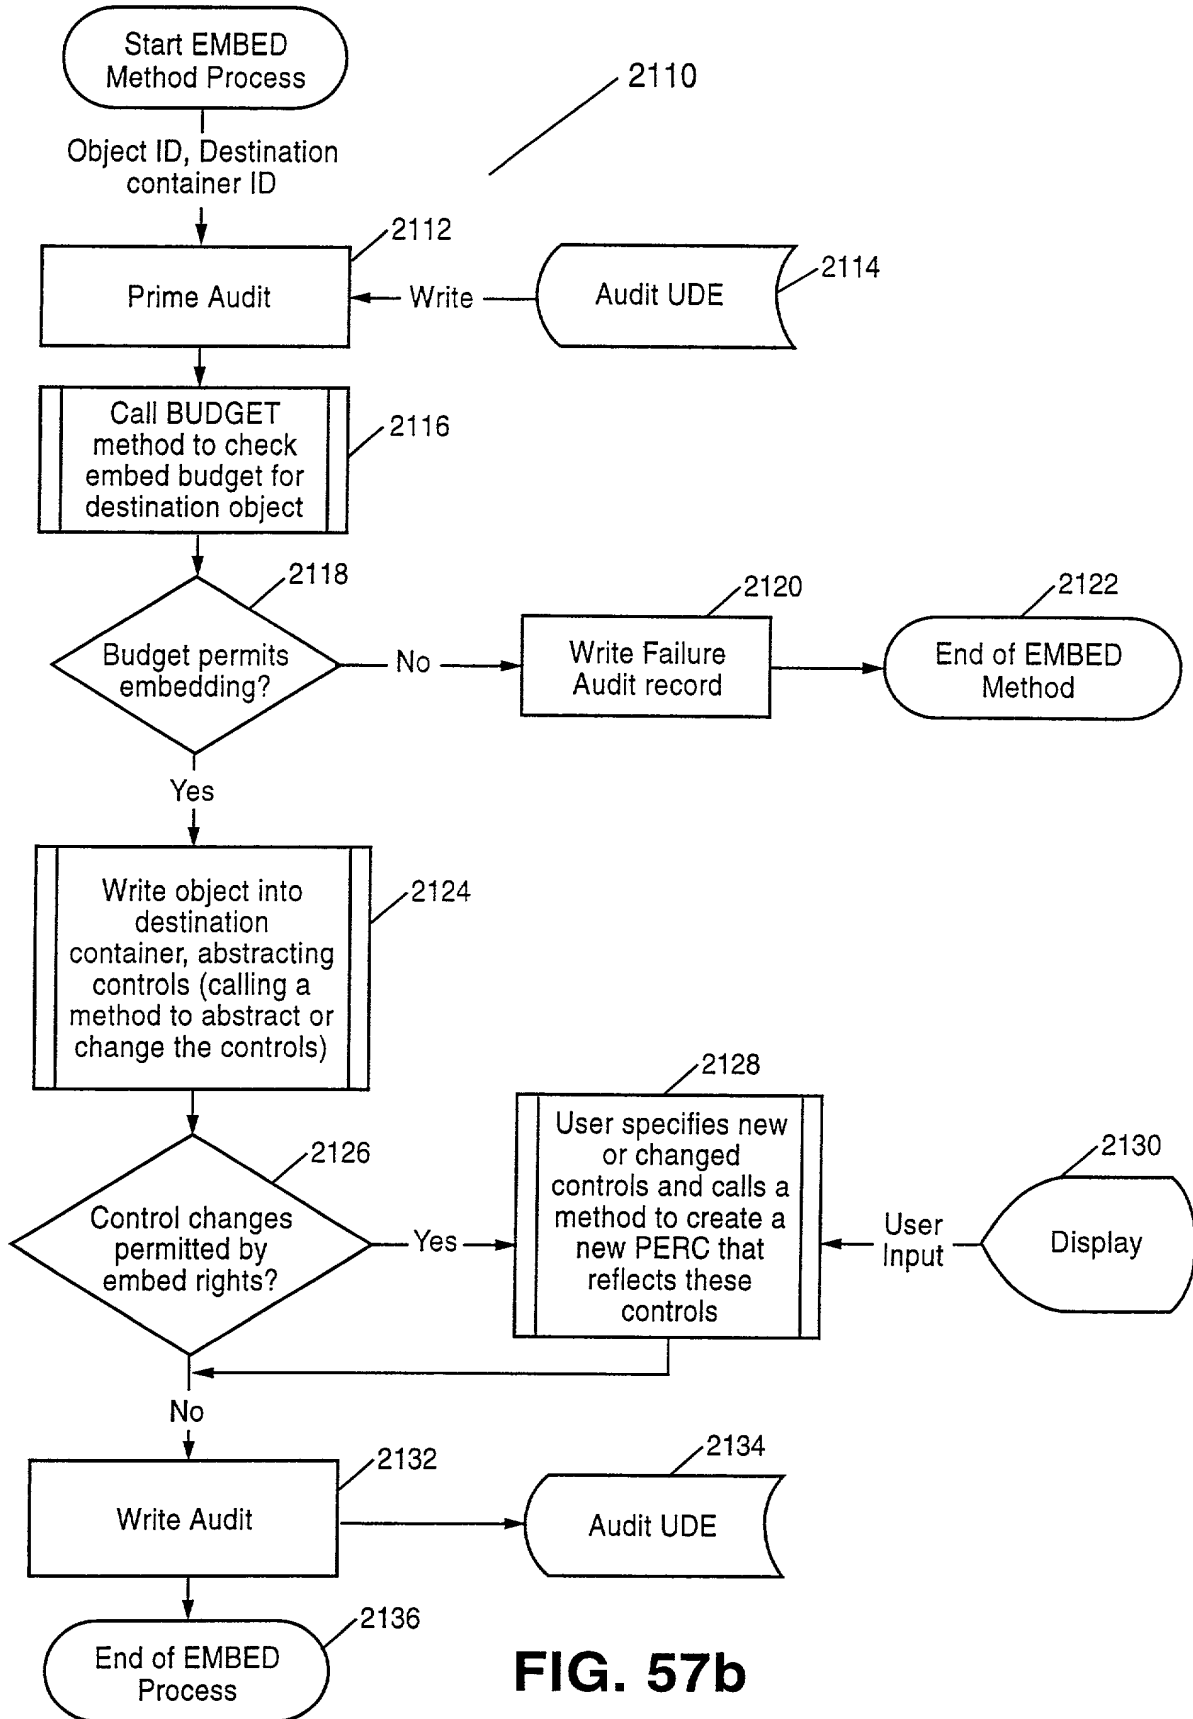 Start EMBED
Method Process
2110
Object ID, Destination
container ID
2112
Prime Audit
Write
Audit UDE
2114
Call BUDGET
method to check
embed budget for
destination object
2116
2118
Budget permits
embedding?
No
2120
Write Failure
Audit record
2122
End of EMBED
Method
Yes
Write object into
destination
container, abstracting
controls (calling a
method to abstract or
change the controls)
2124
2126
Control changes
permitted by
embed rights?
Yes
2128
User specifies new
or changed
controls and calls a
method to create a
new PERC that
reflects these
controls
User
Input
2130
Display
No
2132
Write Audit
2134
Audit UDE
2136
End of EMBED
Process
FIG. 57b